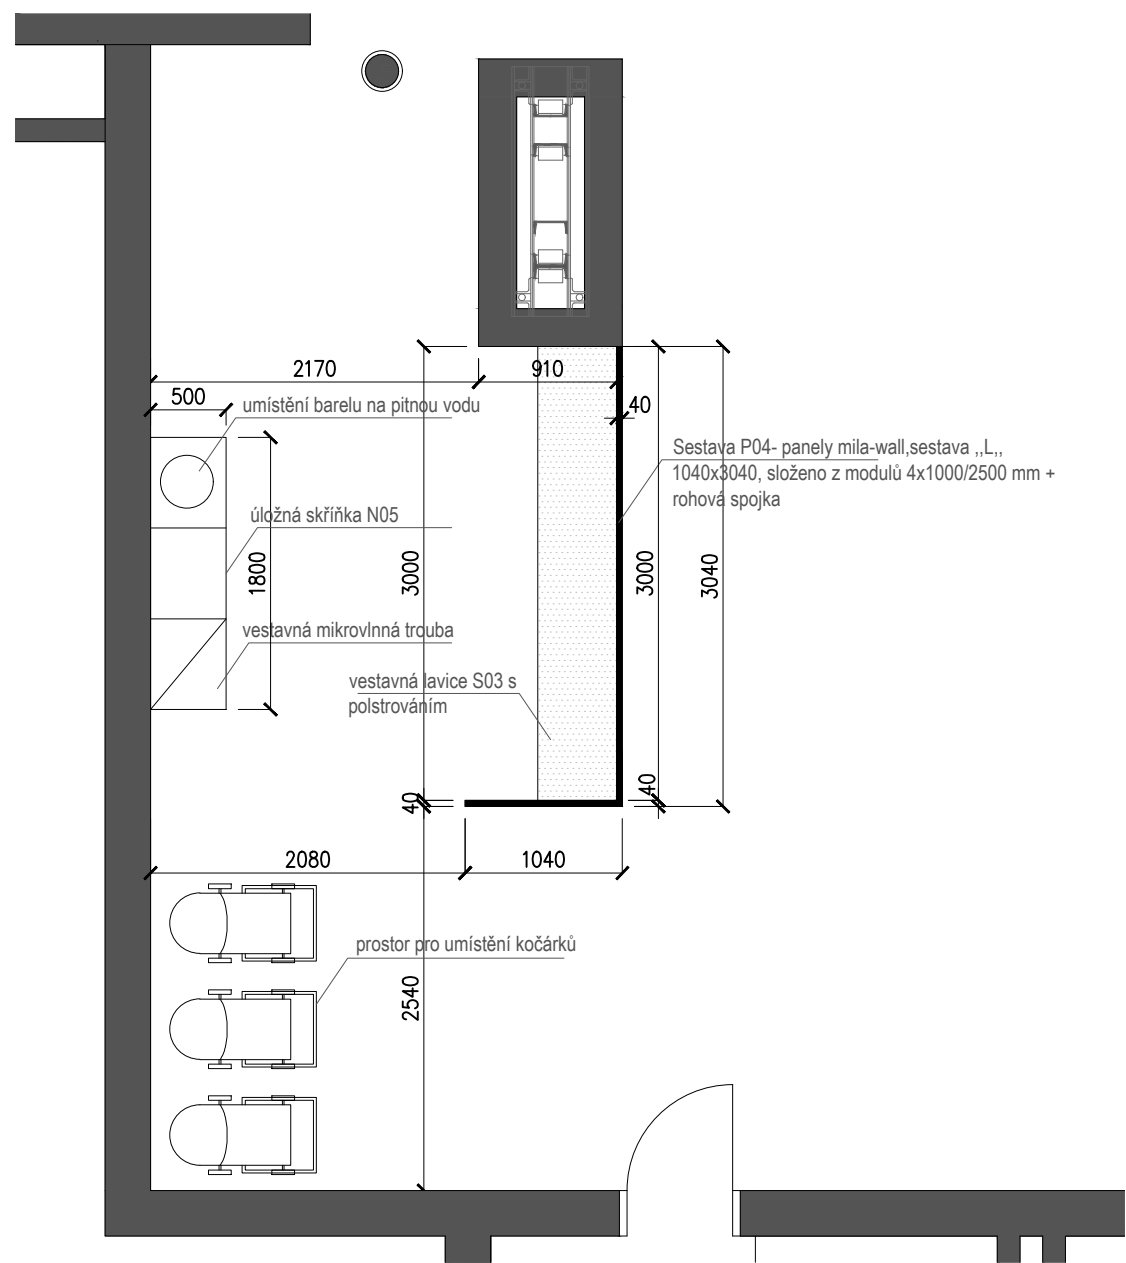 2170
910
500
umístění barelu na pitnou vodu
40
Sestava P04- panely mila-wall,sestava ,,L,,
1040x3040, složeno z modulů 4x1000/2500 mm +
rohová spojka
úložná skříňka N05
1800
3000
3000
3040
vestavná mikrovlnná trouba
vestavná lavice S03 s
polstrováním
40
40
2080
1040
prostor pro umístění kočárků
2540